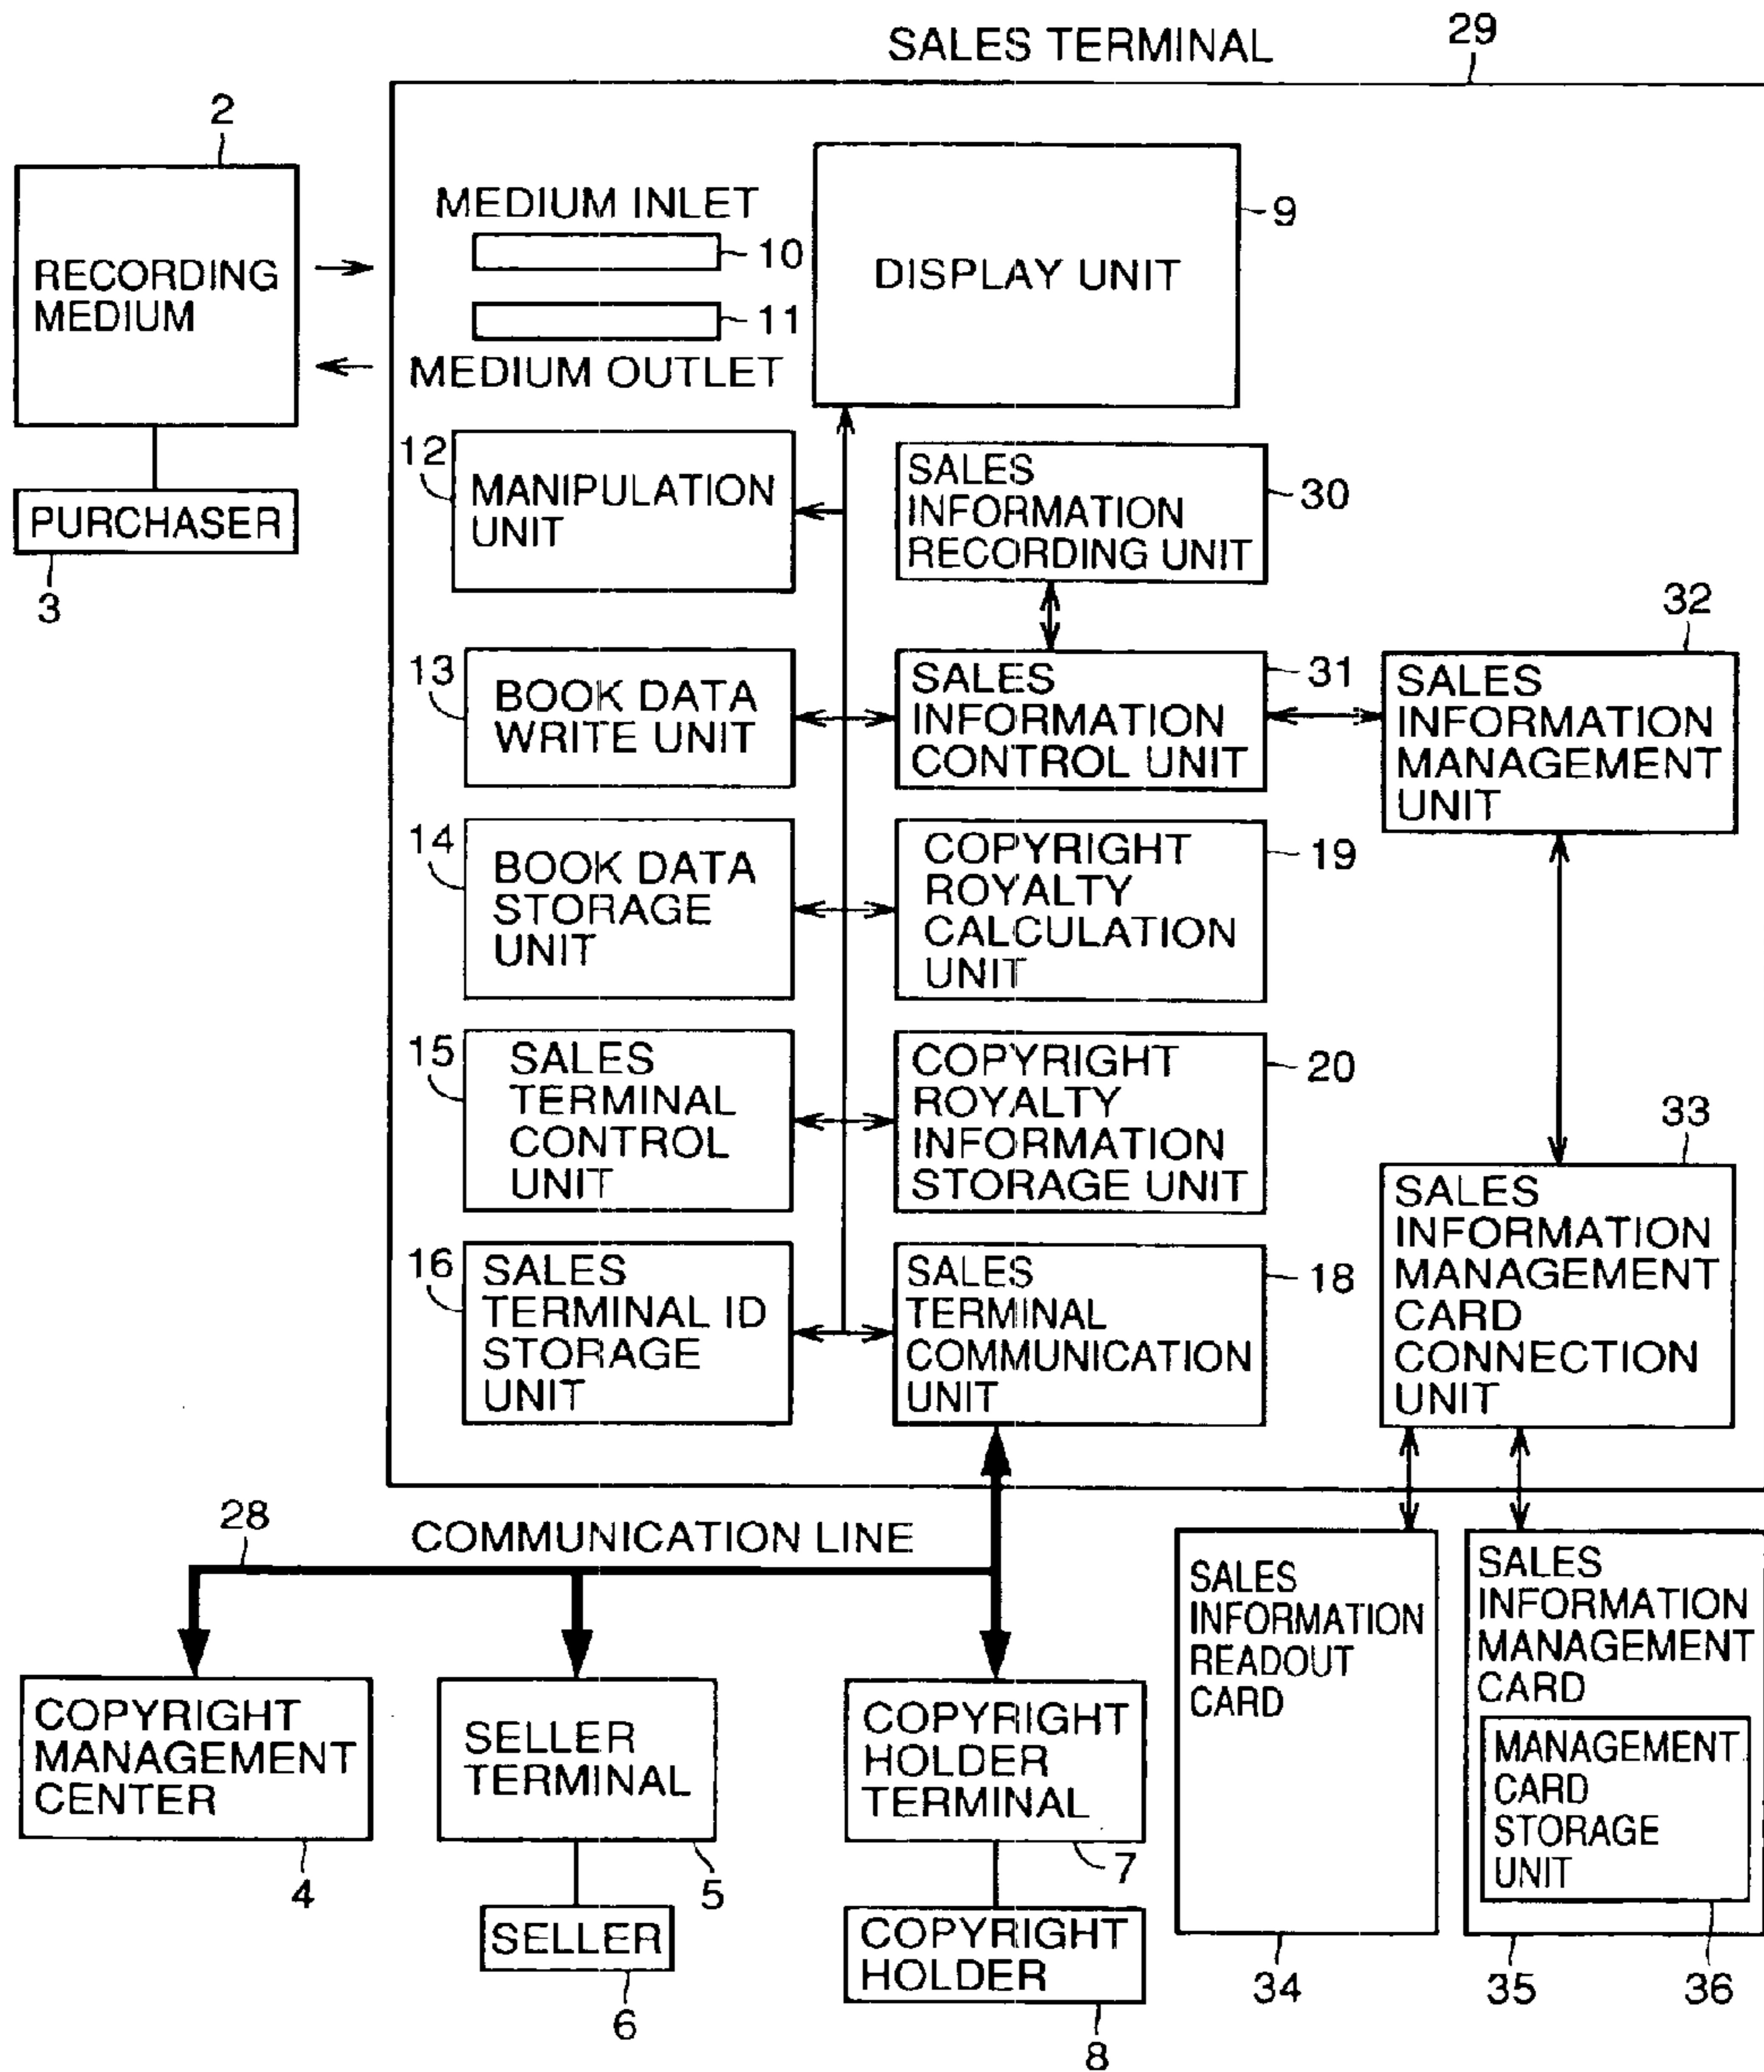 SALES TERMINAL
29
2
RECORDING
MEDIUM
PURCHASER
3
MEDIUM INLET
10
11
MEDIUM OUTLET
DISPLAY UNIT
9
12
MANIPULATION
UNIT
SALES
INFORMATION
RECORDING UNIT
30
13
BOOK DATA
WRITE UNIT
SALES
INFORMATION
CONTROL UNIT
31
32
SALES
INFORMATION
MANAGEMENT
UNIT
14
BOOK DATA
STORAGE
UNIT
COPYRIGHT
ROYALTY
CALCULATION
UNIT
19
15
SALES
TERMINAL
CONTROL
UNIT
COPYRIGHT
ROYALTY
INFORMATION
STORAGE UNIT
20
33
SALES
INFORMATION
MANAGEMENT
CARD
CONNECTION
UNIT
16
SALES
TERMINAL ID
STORAGE
UNIT
SALES
TERMINAL
COMMUNICATION
UNIT
18
28
COMMUNICATION LINE
COPYRIGHT
MANAGEMENT
CENTER
4
SELLER
TERMINAL
5
SELLER
6
COPYRIGHT
HOLDER
TERMINAL
7
COPYRIGHT
HOLDER
8
SALES
INFORMATION
READOUT
CARD
34
SALES
INFORMATION
MANAGEMENT
CARD
MANAGEMENT
CARD
STORAGE
UNIT
35
36